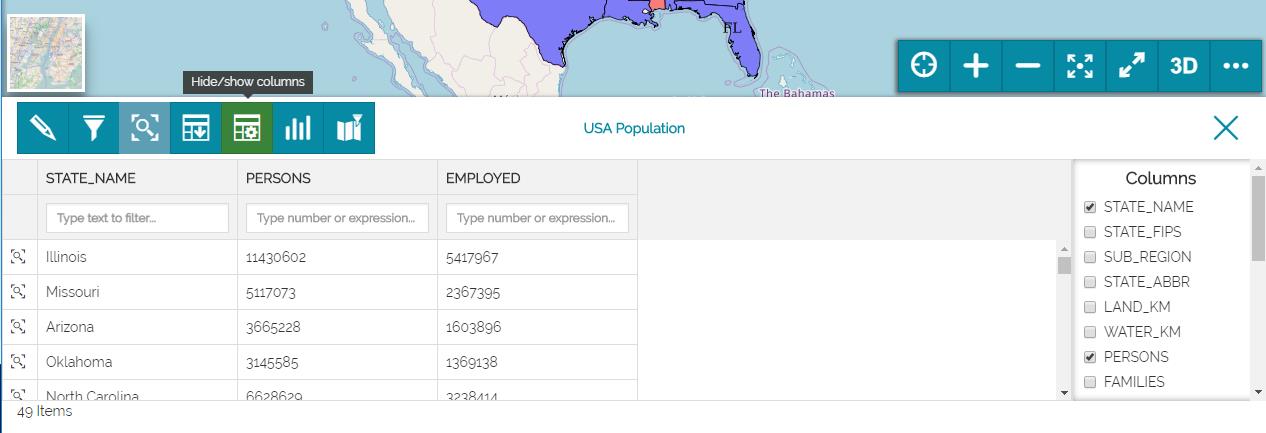 FL
The Bahamas
3D
Hide/show columns
USA Population
STATE_NAME PERSONS EMPLOYED
Type text to filter... Type number or expression... Type number or expression...
Illinois 11430602 5417967
Missouri 5117073 2367395
Arizona 3665228 1603896
Oklahoma 3145585 1369138
North Carolina 6628629 3238414
49 Items
Columns
STATE_NAME
STATE_FIPS
SUB_REGION
STATE_ABBR
LAND_KM
WATER_KM
PERSONS
FAMILIES